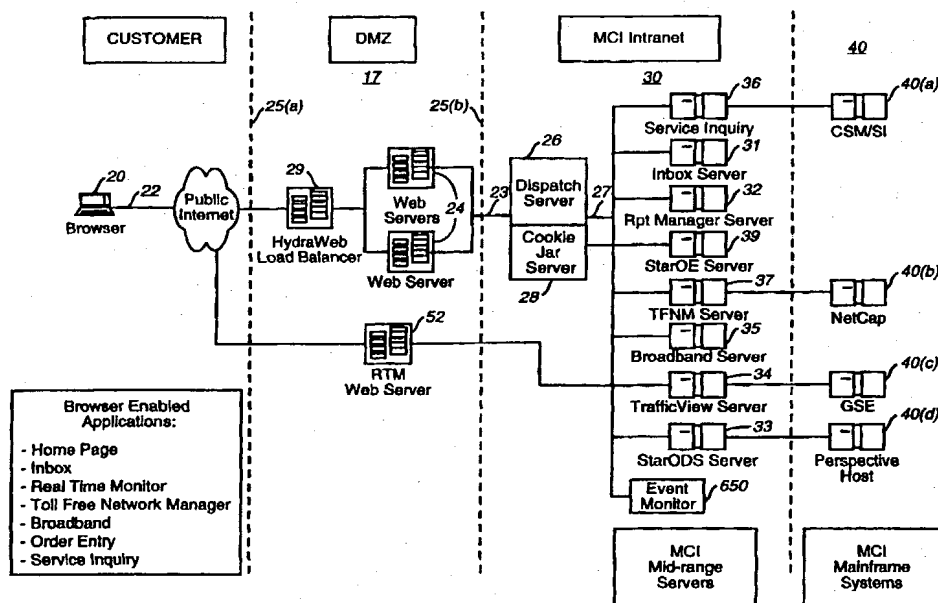 CUSTOMER
DMZ
MCI Intranet
40
17
30
25(a)
25(b)
36
40(a)
Service Inquiry
CSM/SI
26
31
Inbox Server
20
22
Public
Internet
Browser
29
HydraWeb
Load Balancer
Web
Servers
24
Web Server
23
Dispatch
Server
27
Cookie
Jar
Server
28
32
Rpt Manager Server
39
StarOE Server
37
40(b)
TFNM Server
NetCap
52
RTM
Web Server
35
Broadband Server
34
40(c)
TrafficView Server
GSE
33
40(d)
StarODS Server
Perspective
Host
Event
Monitor
650
Browser Enabled
Applications:
- Home Page
- Inbox
- Real Time Monitor
- Toll Free Network Manager
- Broadband
- Order Entry
- Service Inquiry
MCI
Mid-range
Servers
MCI
Mainframe
Systems